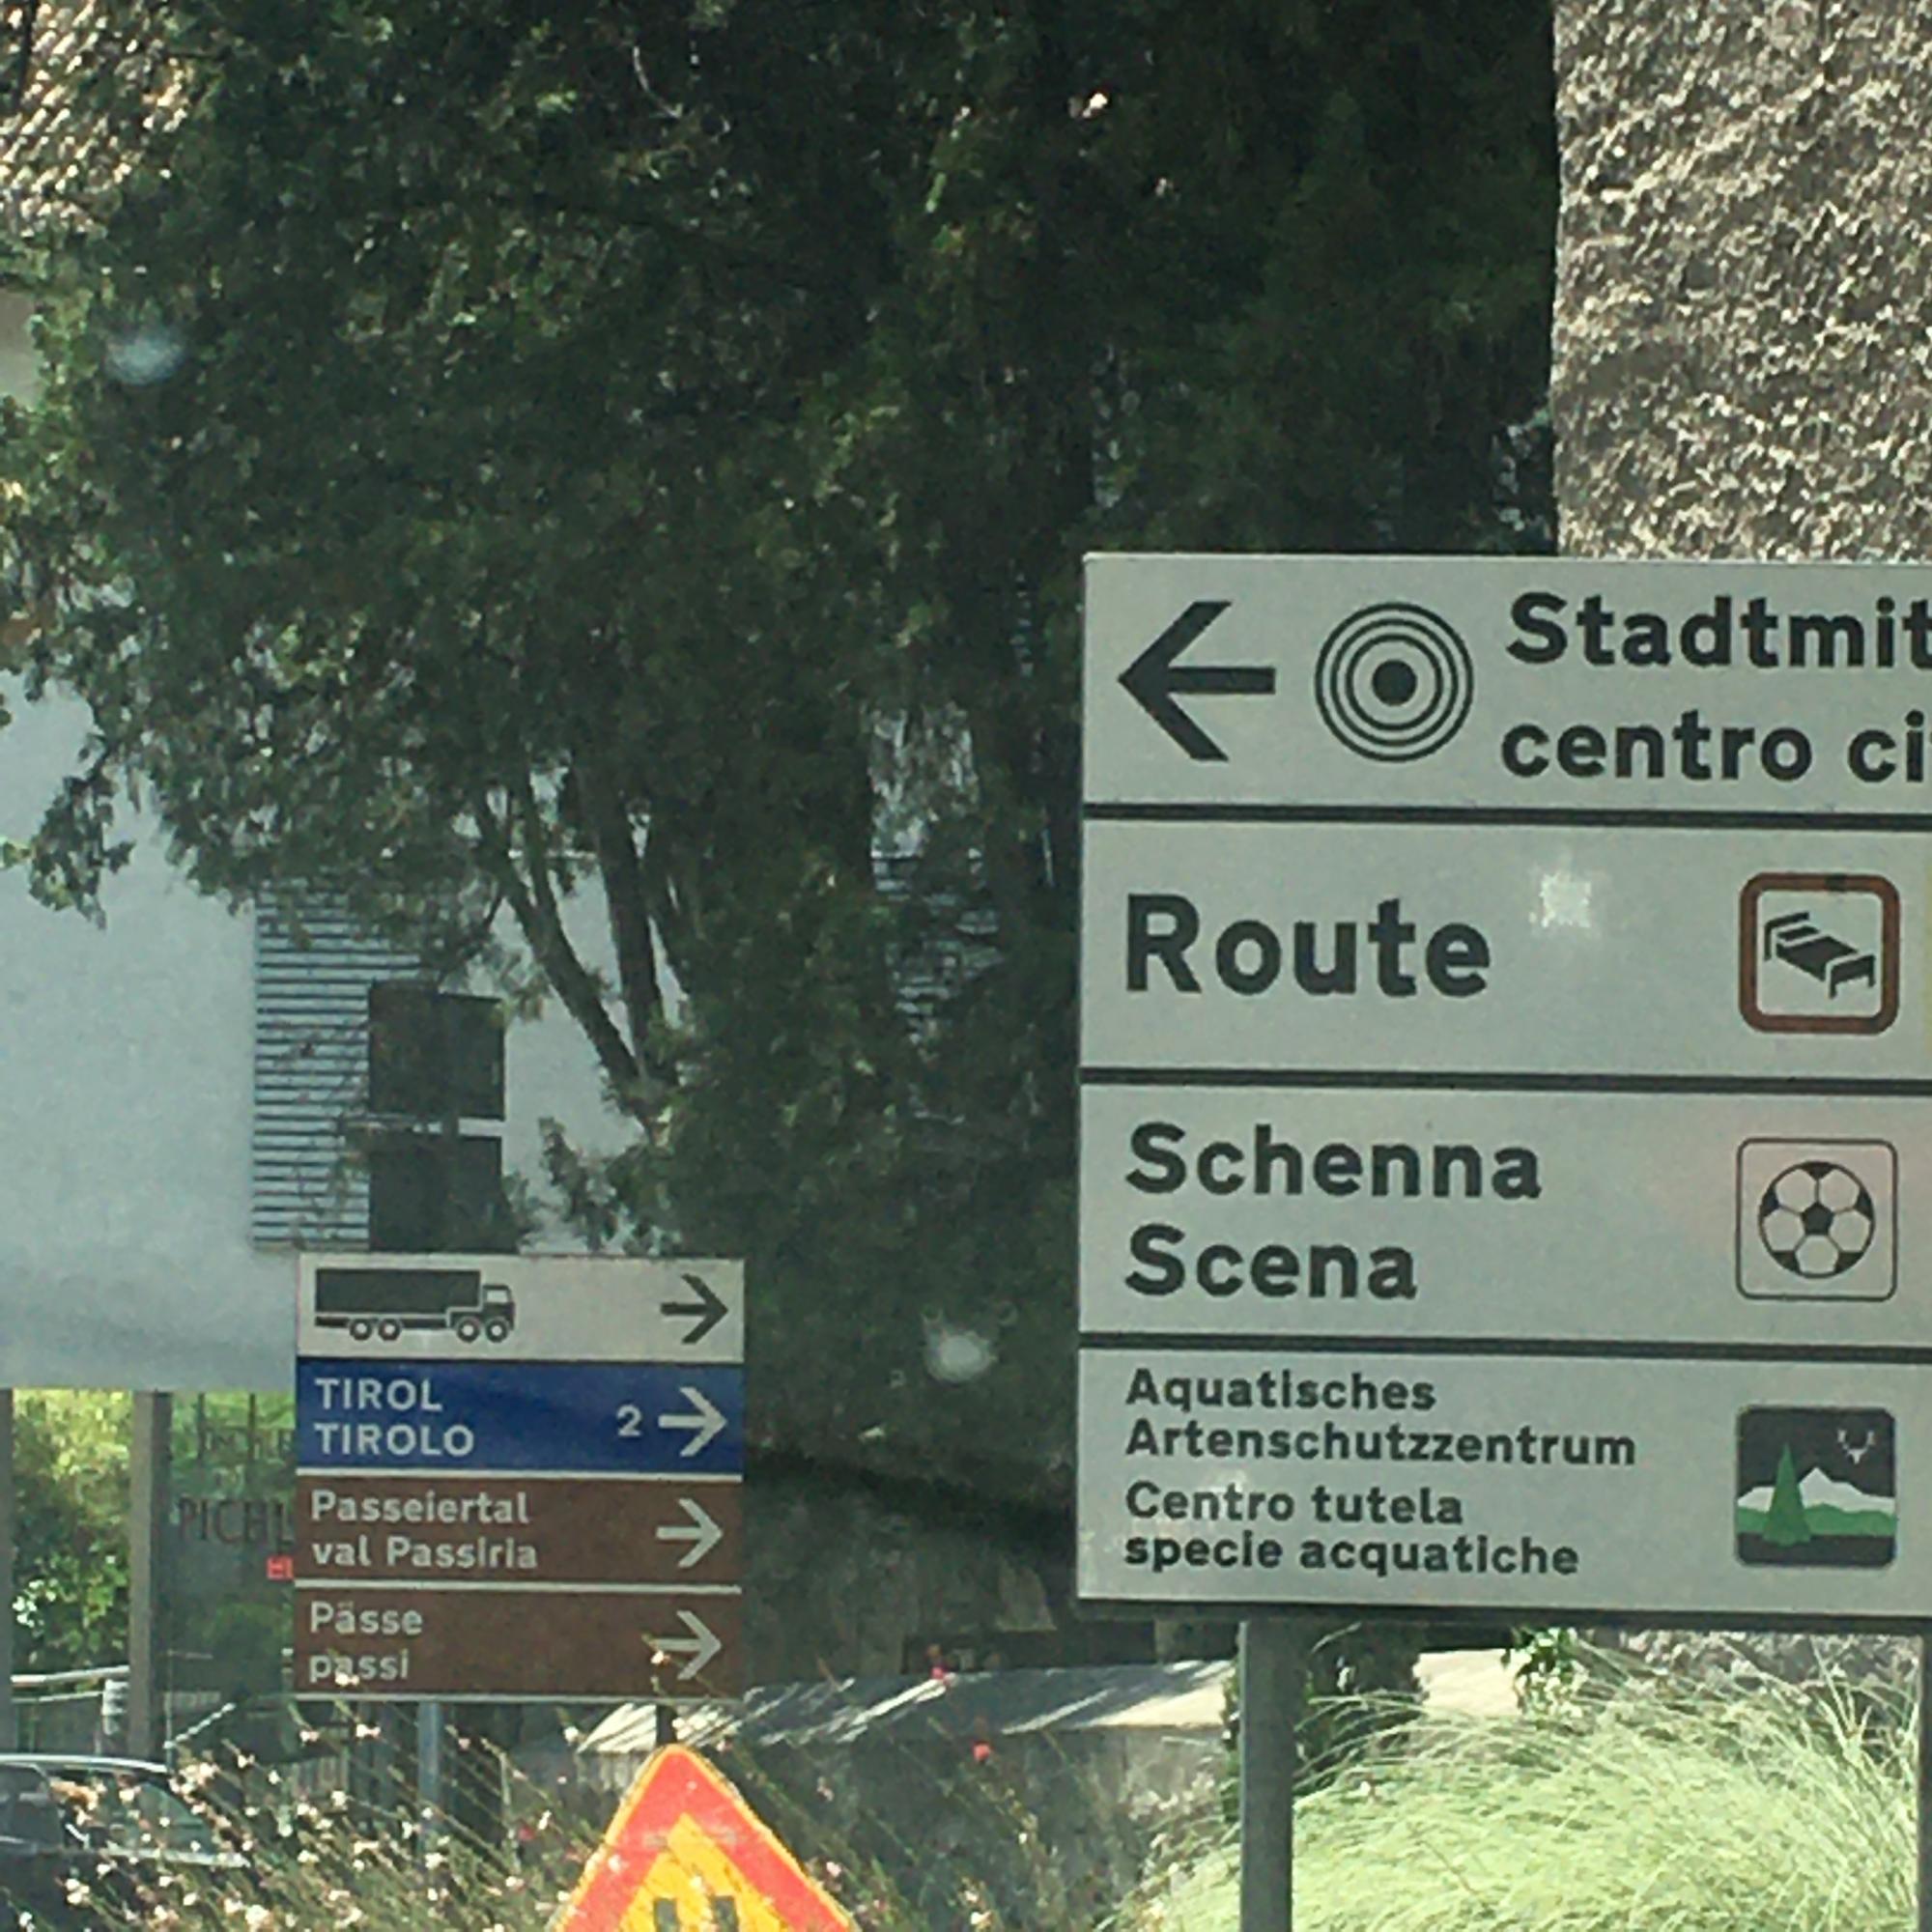 Stadtmit
centro ci
Route
Schenna
Scena
Aquatisches
Artenschutzzentrum
Centro tutela
specie acquatiche
TIROL
TIROLO
2
Passeiertal
val Passiria
Pässe
passi
PICHL